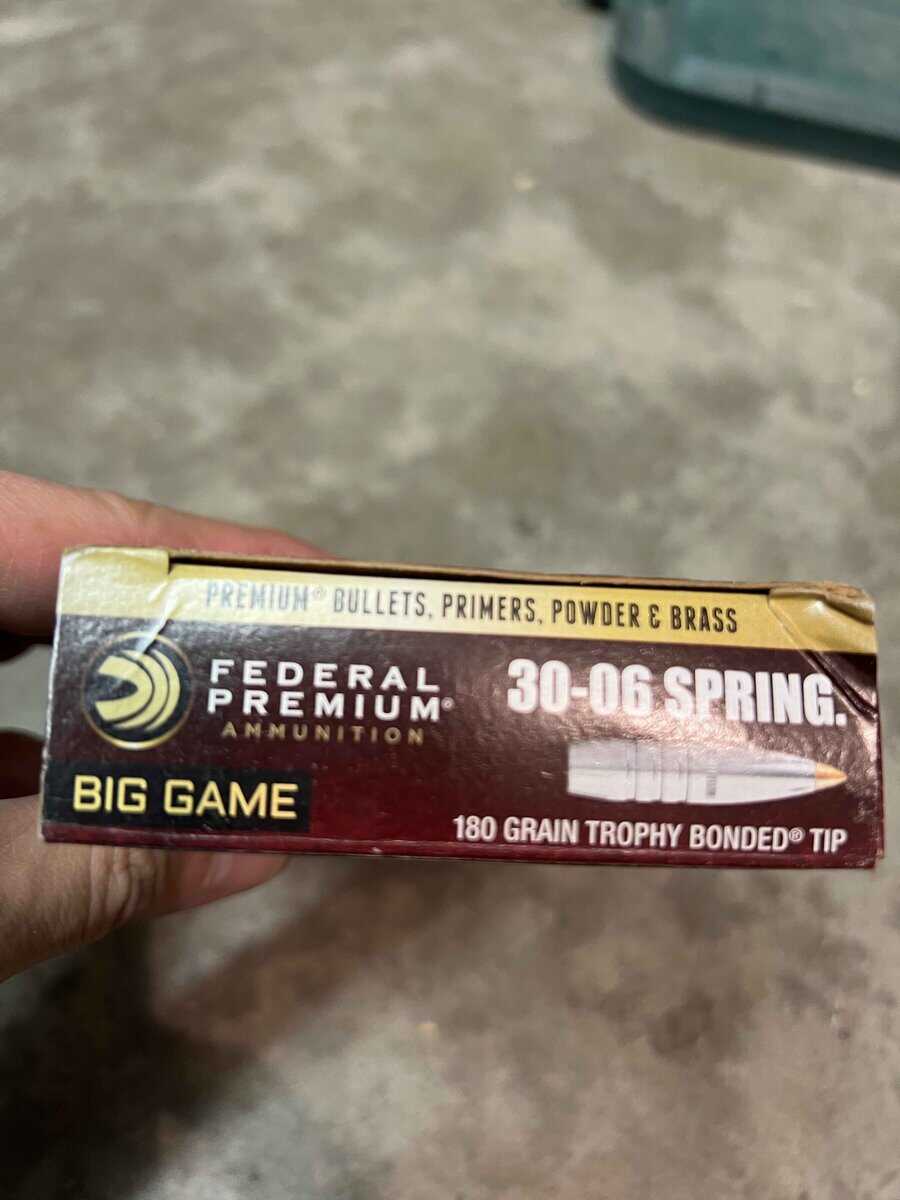 PREMIUM® BULLETS, PRIMERS, POWDER & BRASS
FEDERAL
PREMIUM®
AMMUNITION
30-06 SPRING.
BIG GAME
180 GRAIN TROPHY BONDED® TIP